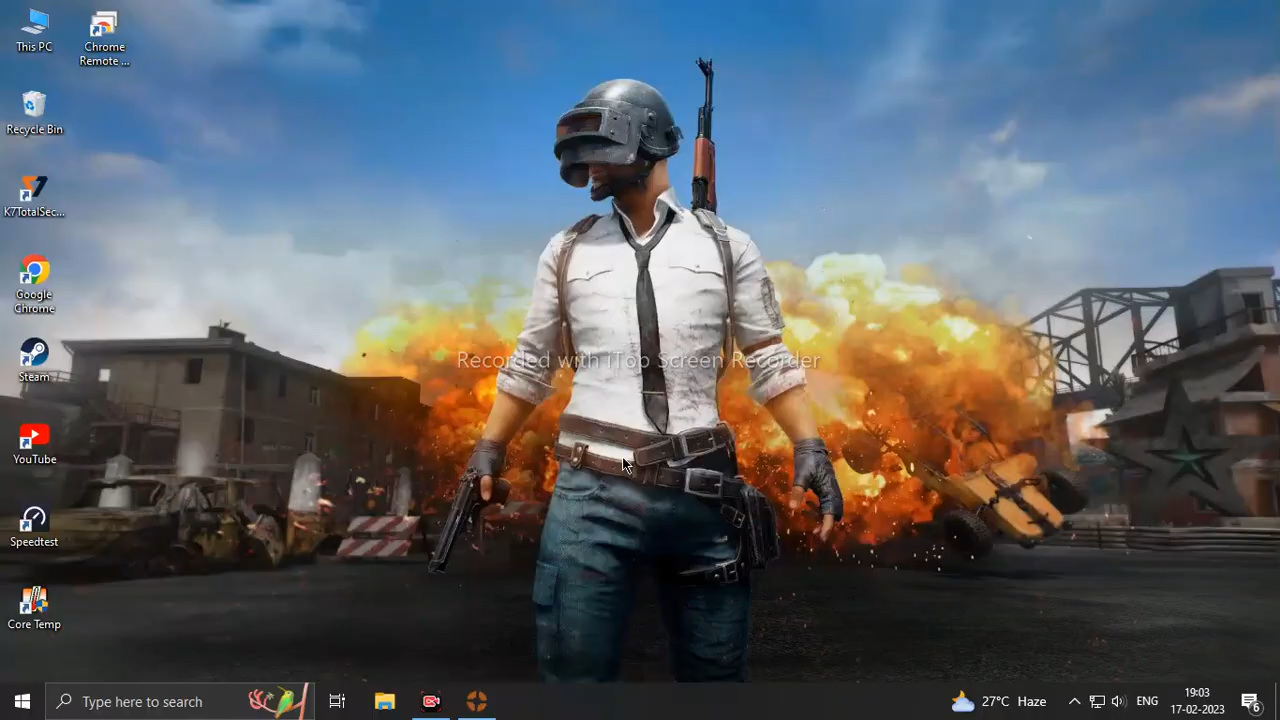 This PC
Chrome
Remote ...
Recycle Bin
K7TotalSec...
Google
Chrome
Steam
YouTube
Speedtest
Core Temp
Recorded with iTop Screen Recorder
Type here to search
27°C Haze
ENG
19:03
17-02-2023
6